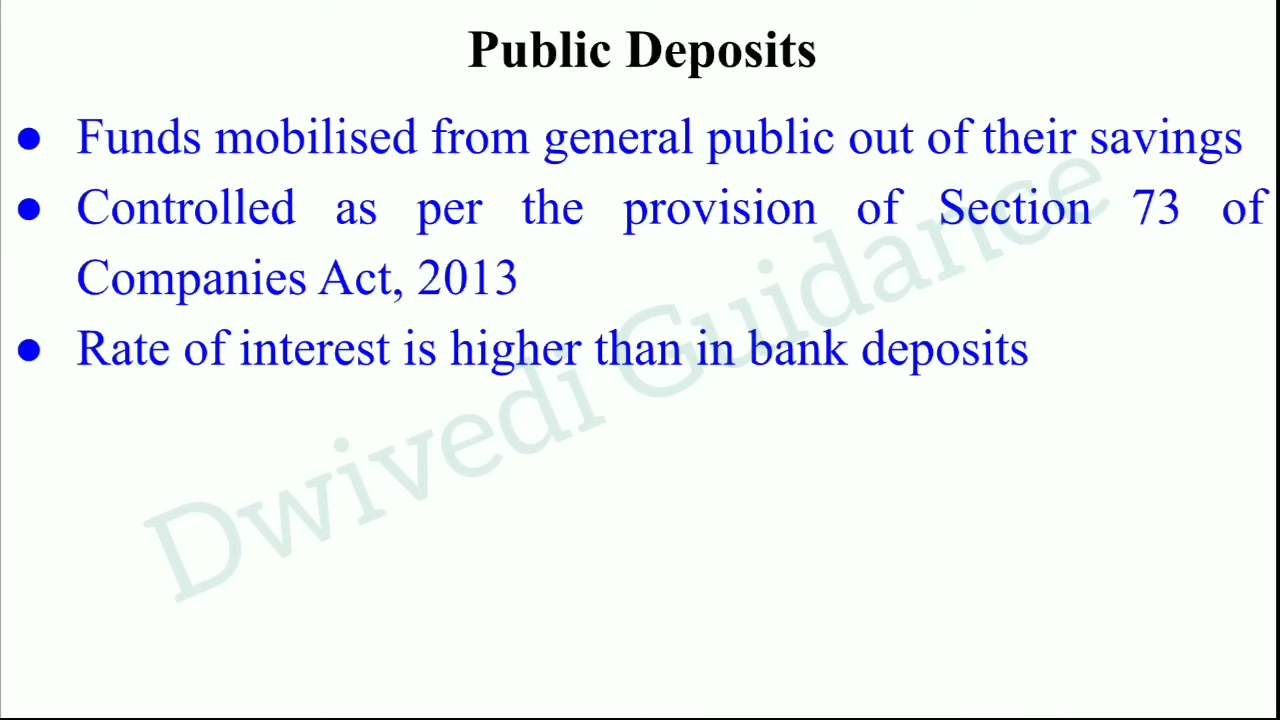 Public Deposits
● Funds mobilised from general public out of their savings
● Controlled as per the provision of Section 73 of
Companies Act, 2013
● Rate of interest is higher than in bank deposits
Dwivedi Guidance